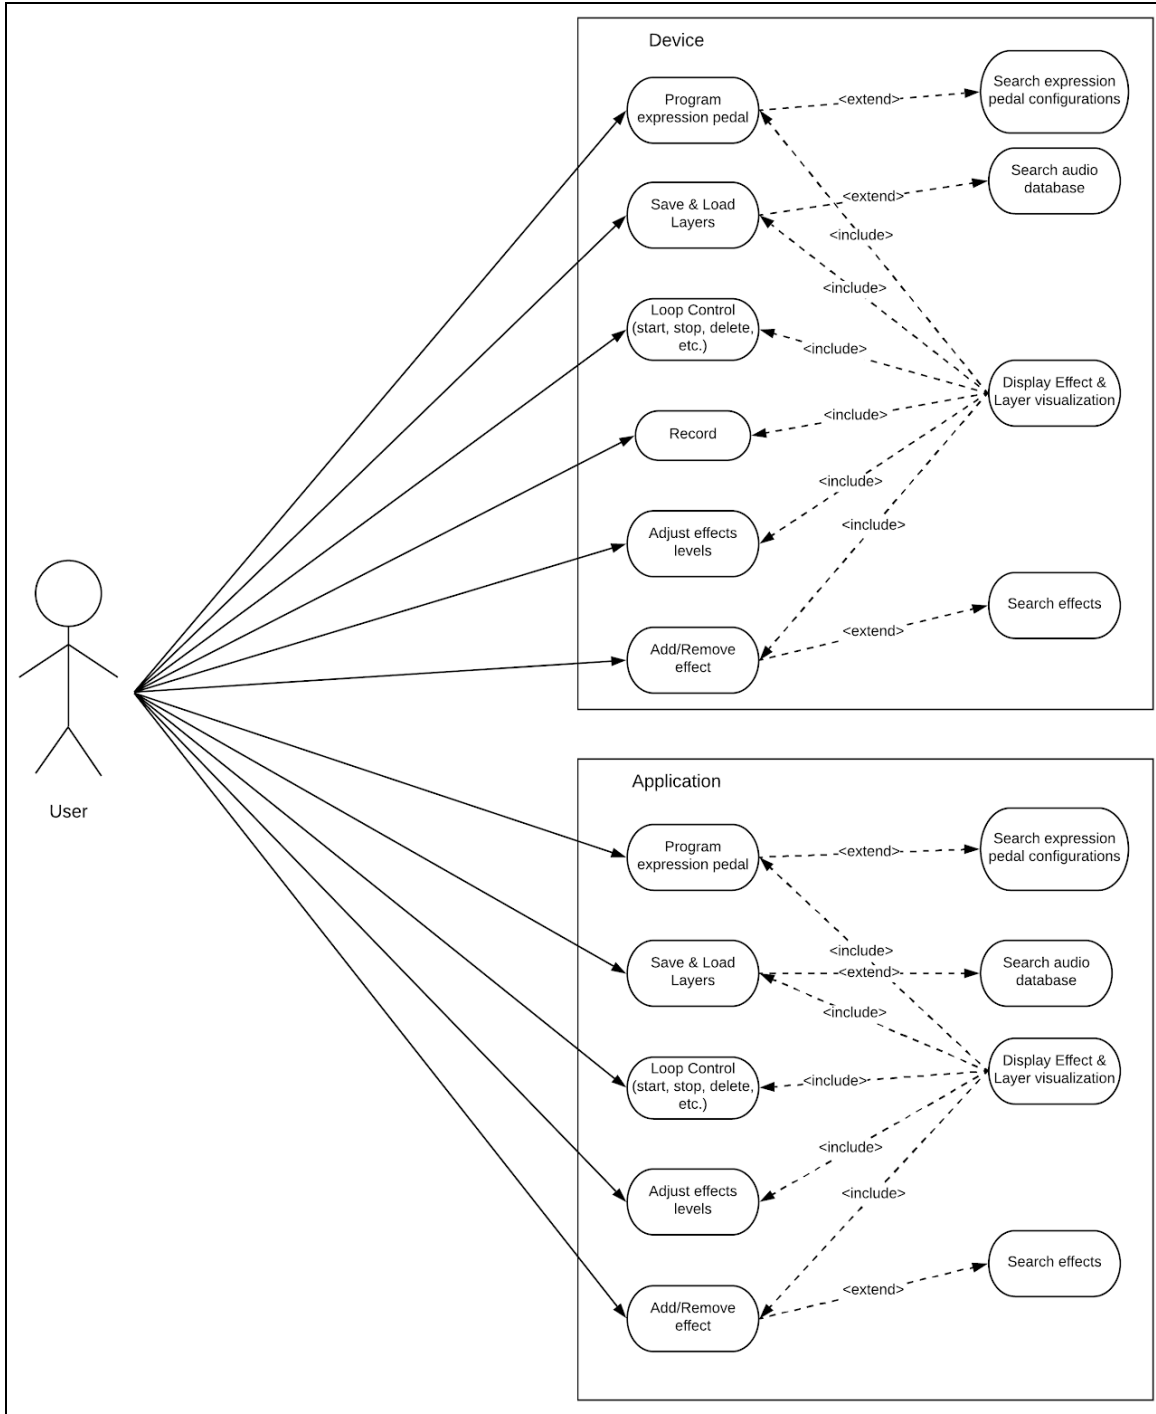 Device
Program
expression pedal
<extend>
Search expression
pedal configurations
Save & Load
Layers
<extend>
Search audio
database
<include>
<include>
Loop Control
(start, stop, delete,
etc.)
<include>
Display Effect &
Layer visualization
Record
<include>
<include>
Adjust effects
levels
<include>
Search effects
Add/Remove
effect
<extend>
User
Application
Program
expression pedal
<extend>
Search expression
pedal configurations
<include>
Save & Load
Layers
<extend>
Search audio
database
<include>
Loop Control
(start, stop, delete,
etc.)
<include>
Display Effect &
Layer visualization
<include>
Adjust effects
levels
<include>
Search effects
Add/Remove
effect
<extend>